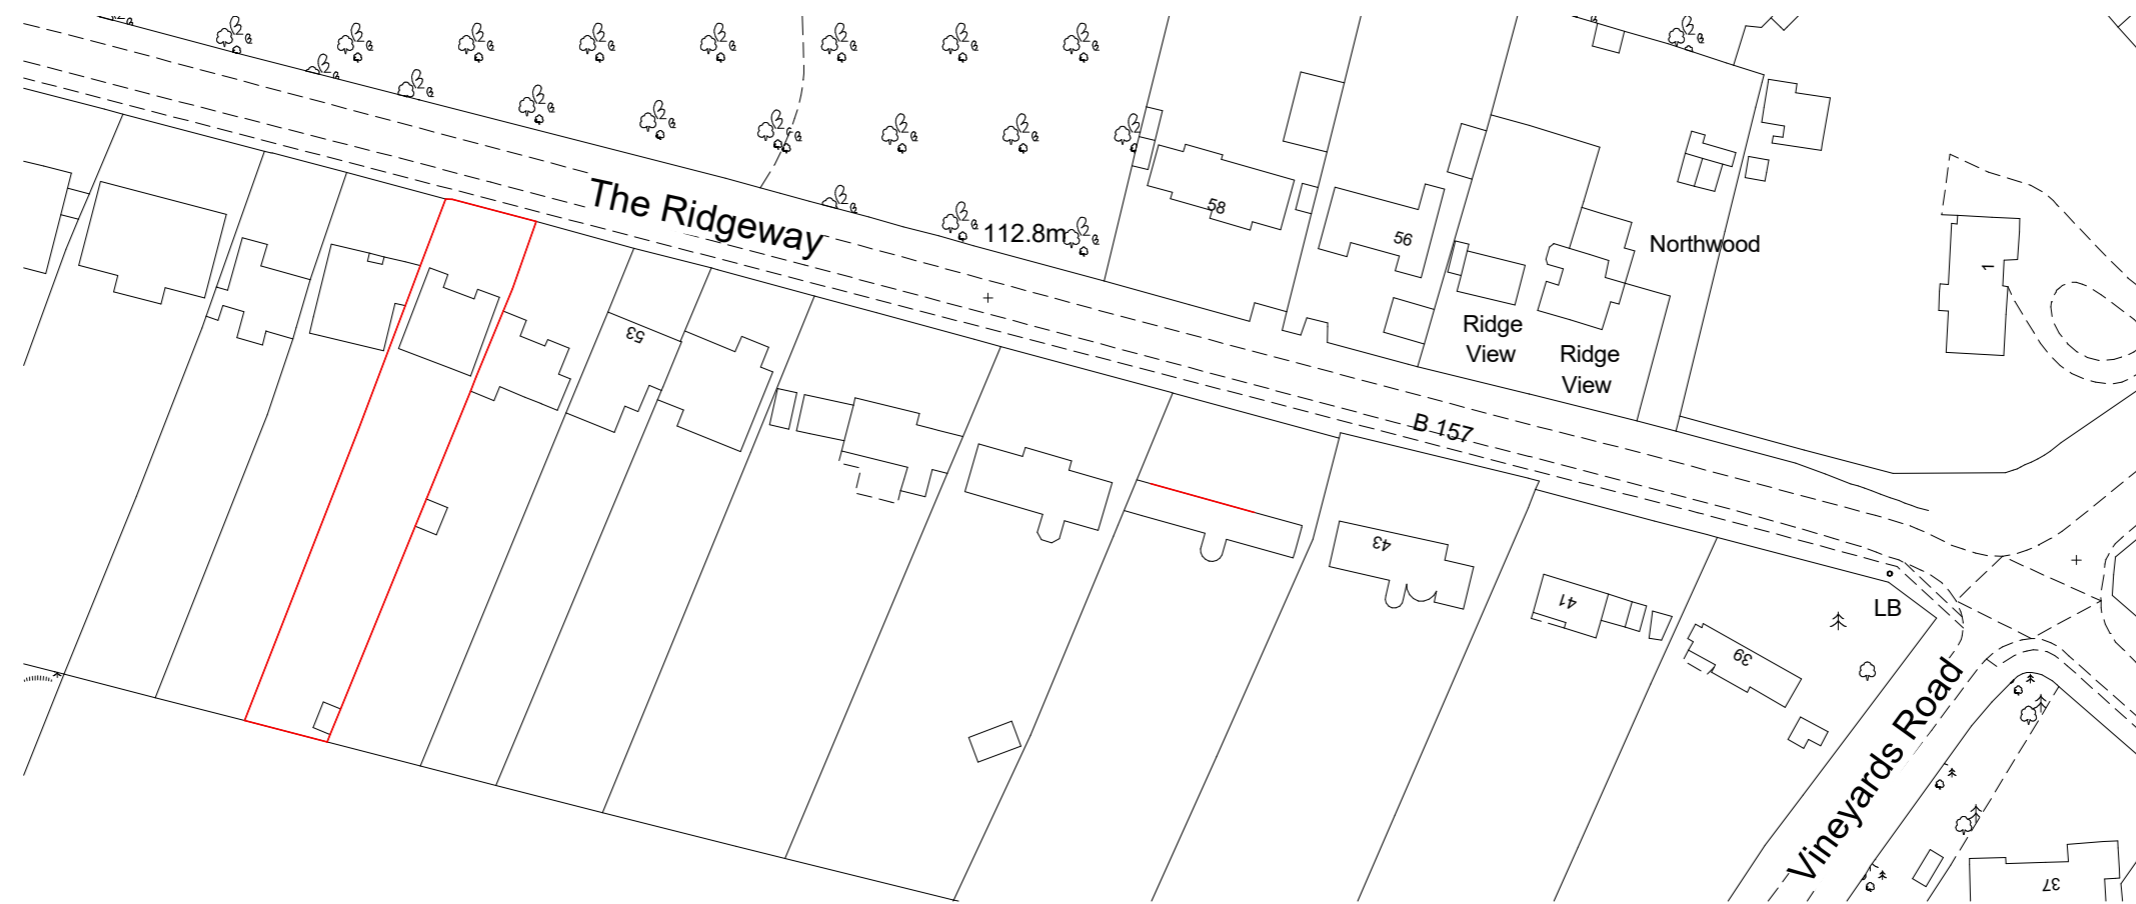 The Ridgeway
112.8m
58
56
Northwood
1
Ridge
View
Ridge
View
53
B 157
43
41
39
LB
Vineyards Road
37